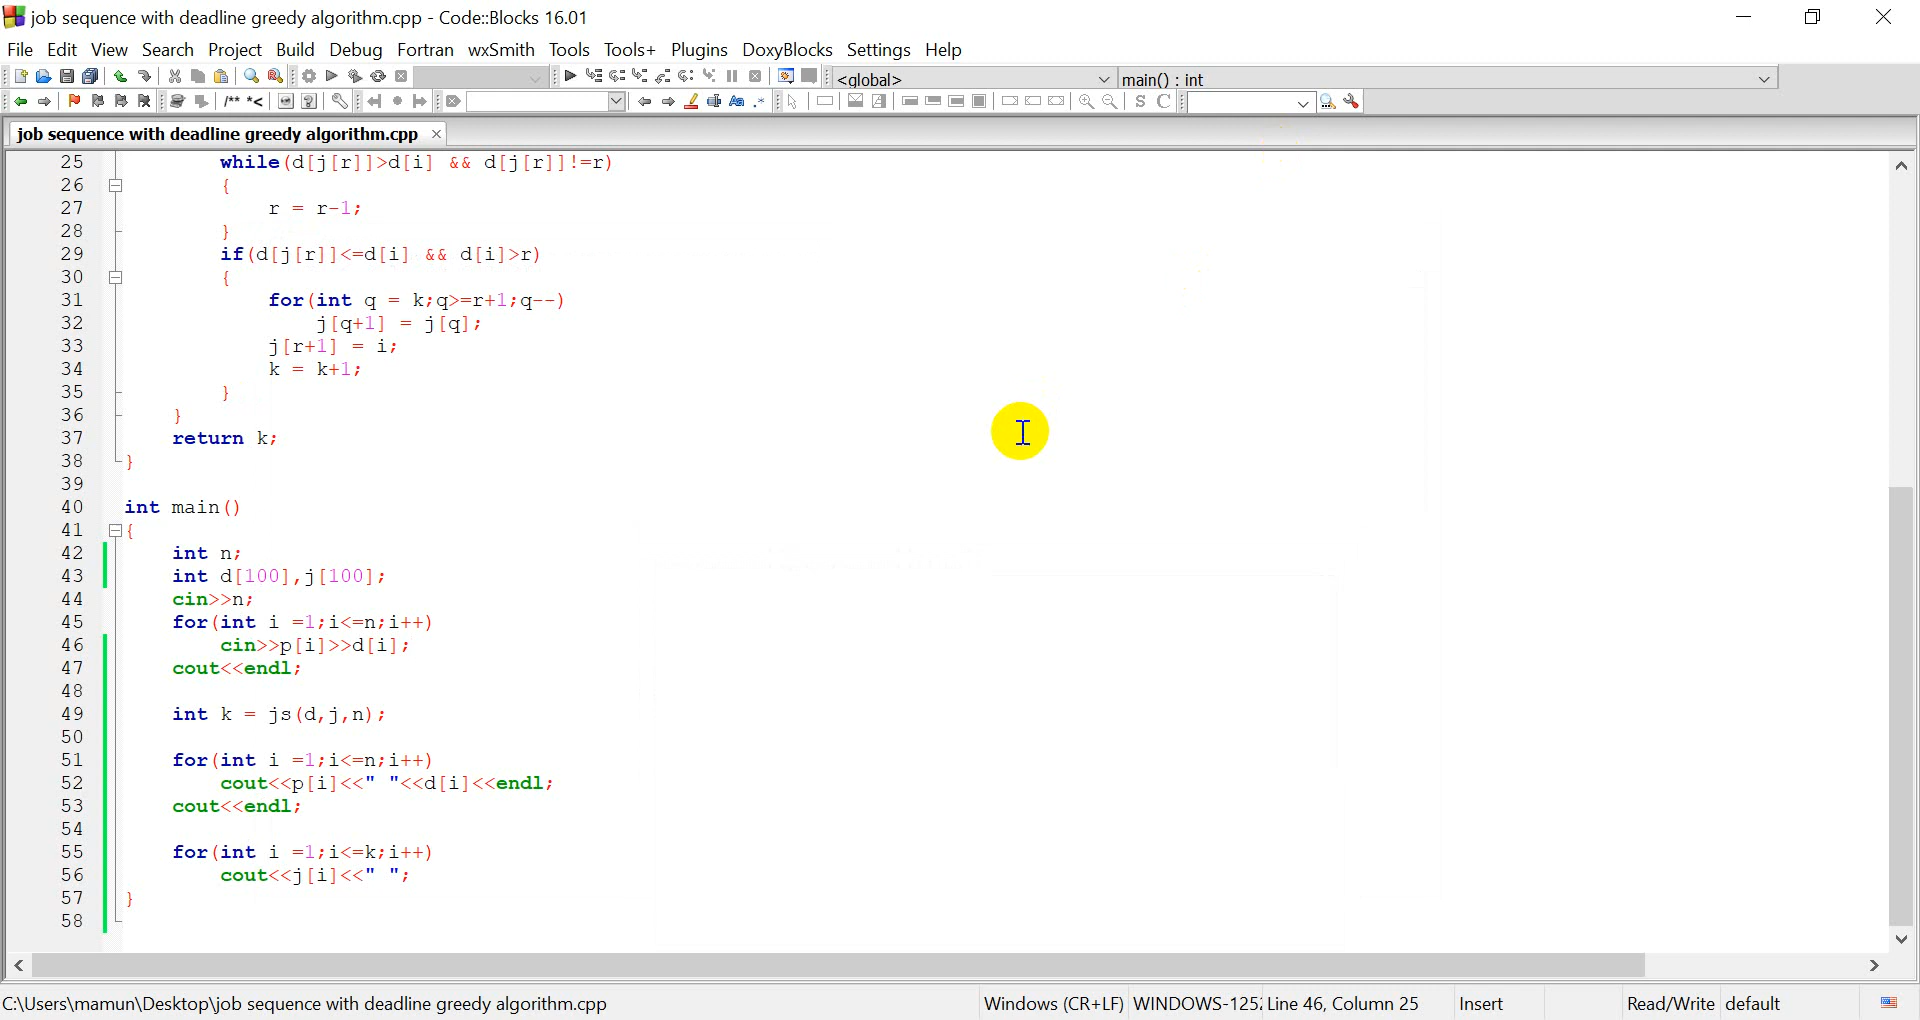 job sequence with deadline greedy algorithm.cpp - Code::Blocks 16.01
File Edit View Search Project Build Debug Fortran wxSmith Tools Tools+ Plugins DoxyBlocks Settings Help
<global> main() : int
/** *<
S C
job sequence with deadline greedy algorithm.cpp
25 while(d[j[r]]>d[i] && d[j[r]]!=r)
26 {
27 r = r-1;
28 }
29 if(d[j[r]]<=d[i] && d[i]>r)
30 {
31 for(int q = k;q>=r+1;q--)
32 j[q+1] = j[q];
33 j[r+1] = i;
34 k = k+1;
35 }
36 }
37 return k;
38 }
39
40 int main()
41 {
42 int n;
43 int d[100],j[100];
44 cin>>n;
45 for(int i =1;i<=n;i++)
46 cin>>p[i]>>d[i];
47 cout<<endl;
48
49 int k = js(d,j,n);
50
51 for(int i =1;i<=n;i++)
52 cout<<p[i]<<" "<<d[i]<<endl;
53 cout<<endl;
54
55 for(int i =1;i<=k;i++)
56 cout<<j[i]<<" ";
57 }
58
C:\Users\mamun\Desktop\job sequence with deadline greedy algorithm.cpp Windows (CR+LF) WINDOWS-125 Line 46, Column 25 Insert Read/Write default